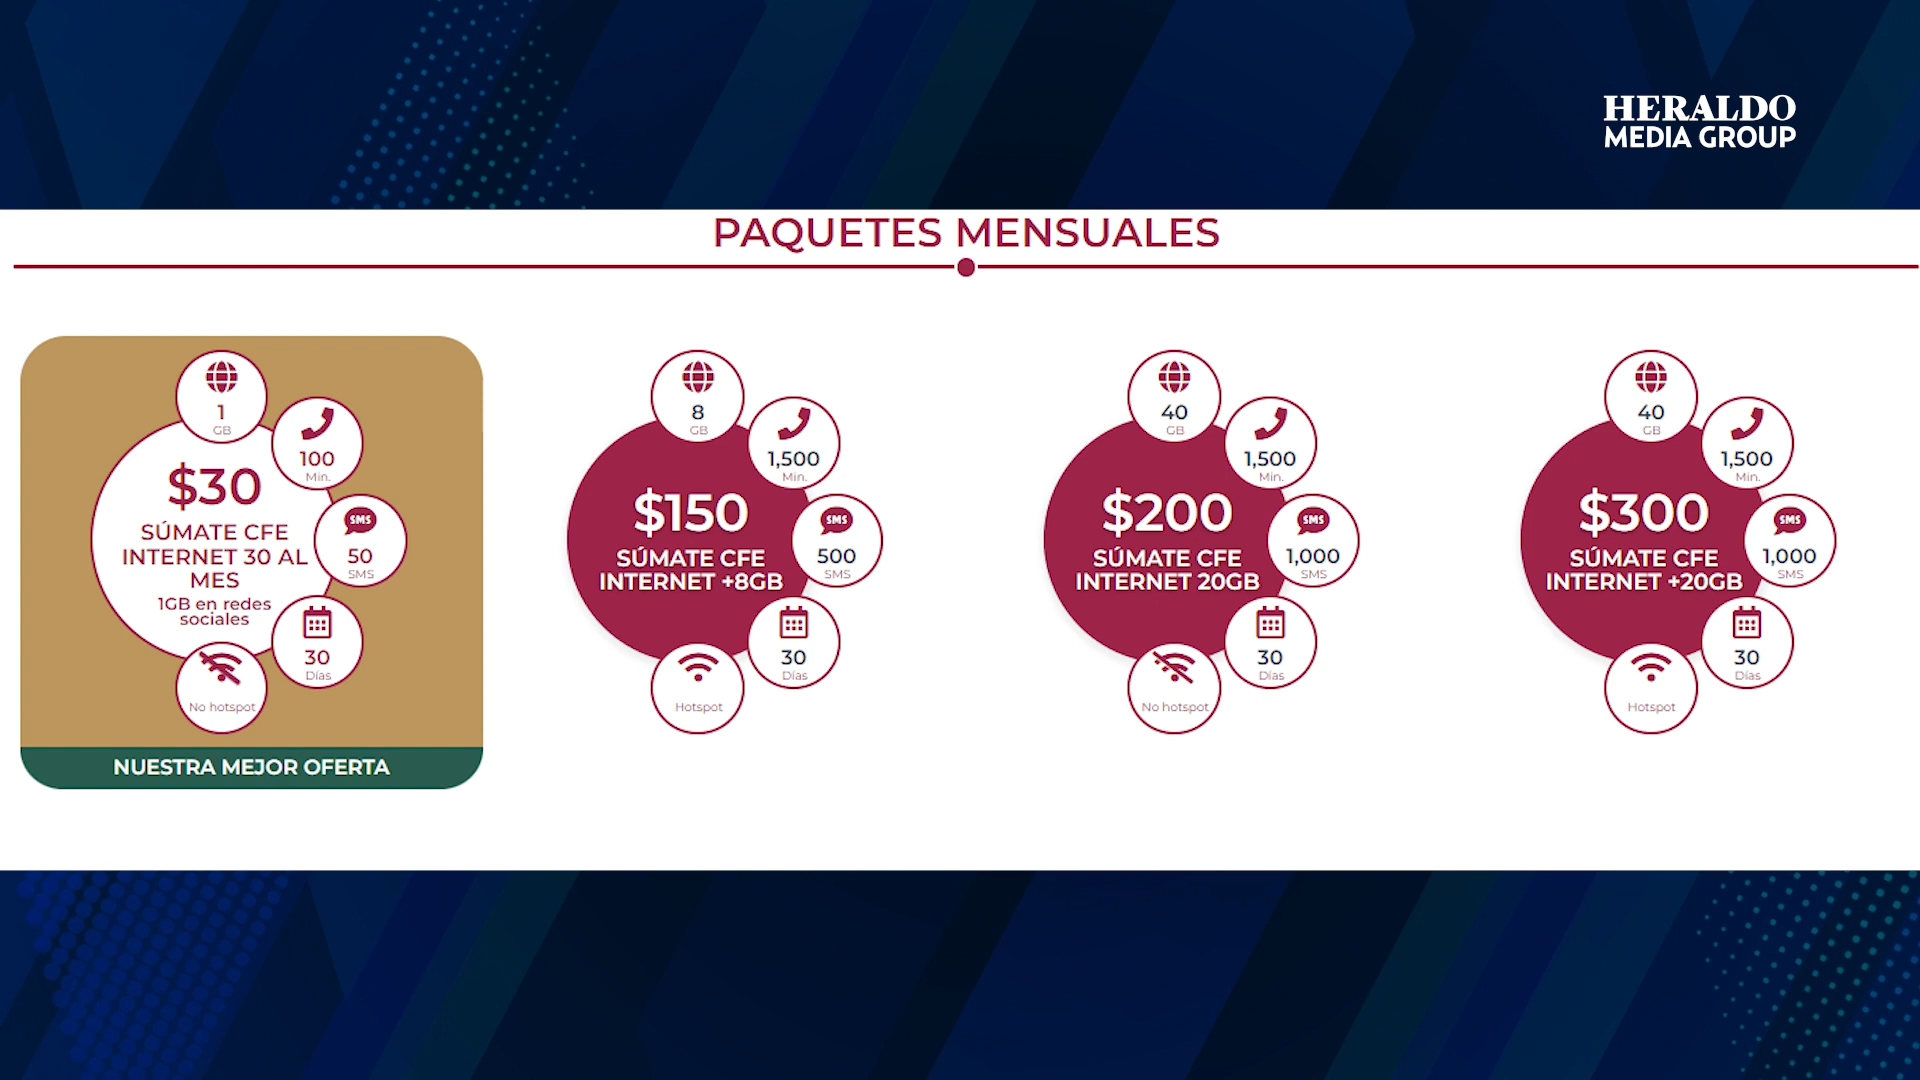 HERALDO
MEDIA GROUP
PAQUETES MENSUALES
1
GB
100
Min.
$30
SÚMATE CFE
INTERNET 30 AL
MES
1GB en redes
sociales
SMS
50
SMS
30
Días
No hotspot
NUESTRA MEJOR OFERTA
8
GB
1,500
Min.
$150
SÚMATE CFE
INTERNET +8GB
SMS
500
SMS
30
Días
Hotspot
40
GB
1,500
Min.
$200
SÚMATE CFE
INTERNET 20GB
SMS
1,000
SMS
30
Días
No hotspot
40
GB
1,500
Min.
$300
SÚMATE CFE
INTERNET +20GB
SMS
1,000
SMS
30
Días
Hotspot